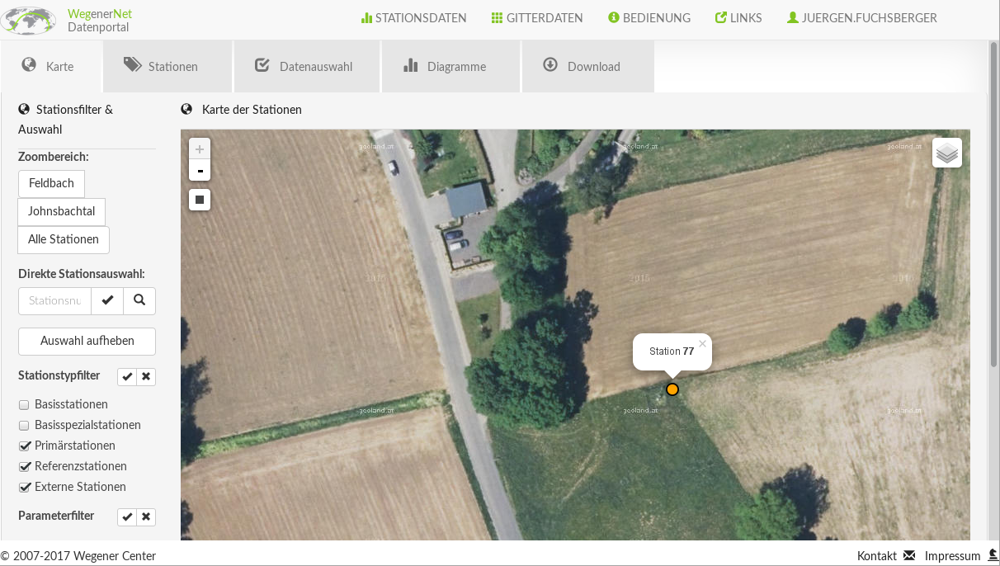 WegenerNet
Datenportal
STATIONSDATEN
GITTERDATEN
BEDIENUNG
LINKS
JUERGEN.FUCHSBERGER
Karte
Stationen
Datenauswahl
Diagramme
Download
Stationsfilter &
Auswahl
Zoombereich:
Feldbach
Johnsbachtal
Alle Stationen
Direkte Stationsauswahl:
Stationsnu
Auswahl aufheben
Stationstypfilter
Basisstationen
Basisspezialstationen
Primärstationen
Referenzstationen
Externe Stationen
Parameterfilter
Karte der Stationen
+
-
geoland.at
geoland.at
geoland.at
2015
2015
2015
Station 77
×
geoland.at
geoland.at
geoland.at
© 2007-2017 Wegener Center
Kontakt
Impressum